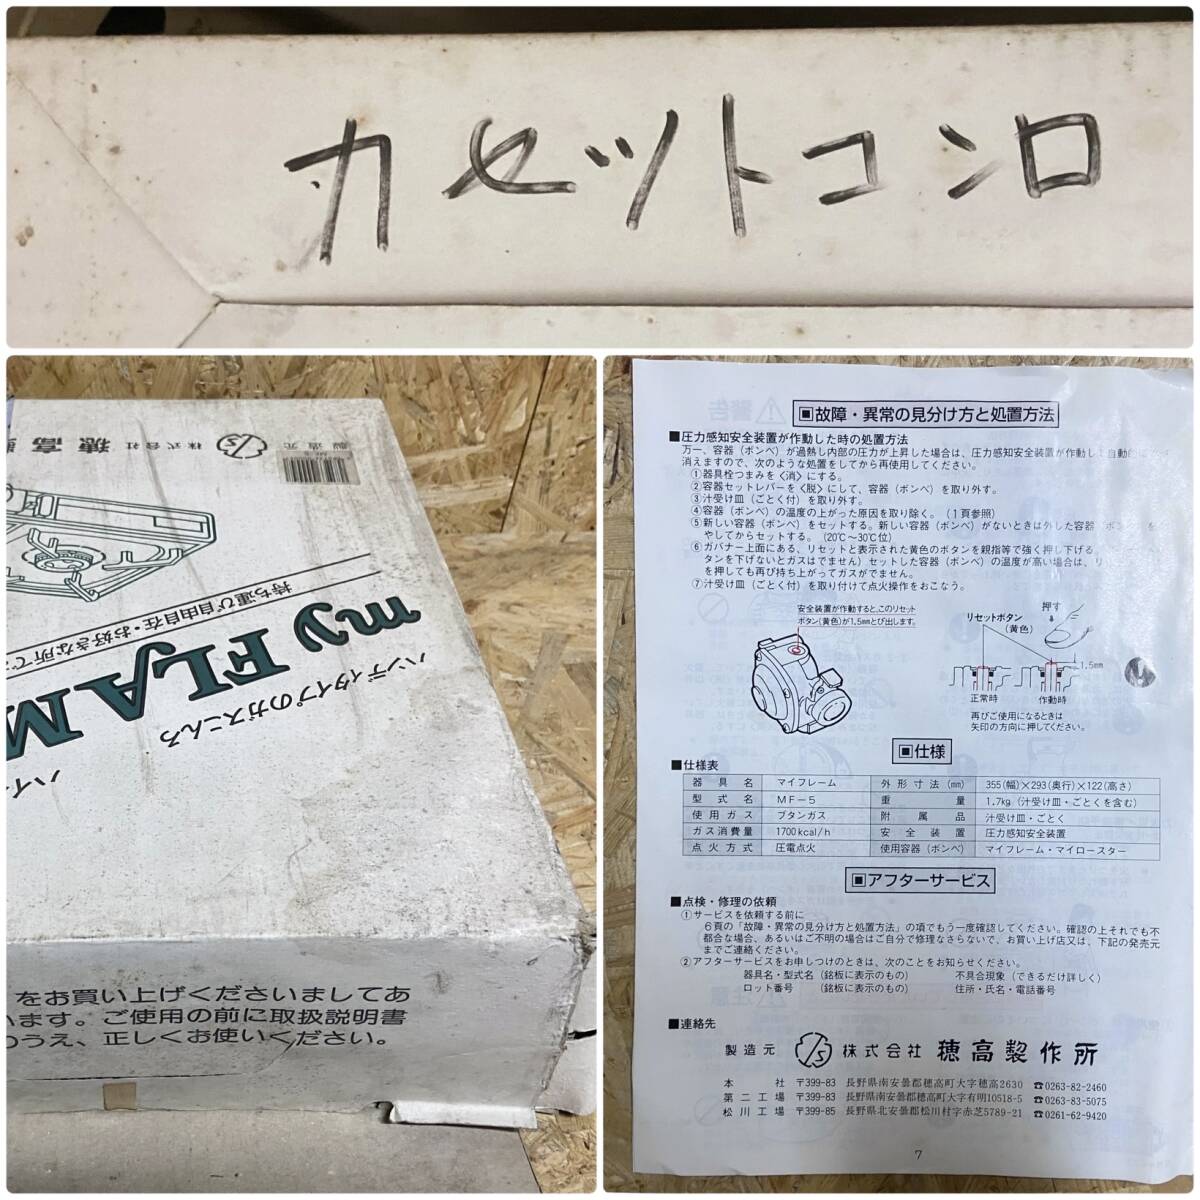 カセットコンロ
製造元 株式会社 穂高
my FLAM
持ち運び自由自在・お好きな所で
ハンディタイプのガスこんろ
ハイ
をお買い上げくださいましてあ
います。ご使用の前に取扱説明書
のうえ、正しくお使いください。
■故障・異常の見分け方と処置方法
■圧力感知安全装置が作動した時の処置方法
万一、容器（ボンベ）が過熱し内部の圧力が上昇した場合は、圧力感知安全装置が作動し自動的に
消えますので、次のような処置をしてから再使用してください。
①器具栓つまみを〈消〉にする。
②容器セットレバーを〈脱〉にして、容器（ボンベ）を取り外す。
③汁受け皿（ごとく付）を取り外す。
④容器（ボンベ）の温度の上がった原因を取り除く。（1頁参照）
⑤新しい容器（ボンベ）をセットする。新しい容器（ボンベ）がないときは外した容器（ボンベ）を
やしてからセットする。（20℃～30℃位）
⑥ガバナー上面にある、リセットと表示された黄色のボタンを親指等で強く押し下げる。
タンを下げないとガスはでません）セットした容器（ボンベ）の温度が高い場合は、リ
を押しても再び持ち上がってガスがでません。
⑦汁受け皿（ごとく付）を取り付けて点火操作をおこなう。
安全装置が作動すると、このリセット
ボタン（黄色）が1.5mmとび出します。
リセットボタン
（黄色）
押す
1.5mm
正常時 作動時
再びご使用になるときは
矢印の方向に押してください。
■仕様
■仕様表
器具名 マイフレーム 外形寸法（mm） 355（幅）×293（奥行）×122（高さ）
型式名 MF－5 重量 1.7kg（汁受け皿・ごとくを含む）
使用ガス ブタンガス 附属品 汁受け皿・ごとく
ガス消費量 1700kcal/h 安全装置 圧力感知安全装置
点火方式 圧電点火 使用容器（ボンベ） マイフレーム・マイロースター
■アフターサービス
■点検・修理の依頼
①サービスを依頼する前に
6頁の「故障・異常の見分け方と処置方法」の項でもう一度確認してください。確認の上それでも不
都合な場合、あるいはご不明の場合はご自分で修理なさらないで、お買い上げ店又は、下記の発売元
までご連絡ください。
②アフターサービスをお申しつけのときは、次のことをお知らせください。
器具名・型式名（銘板に表示のもの） 不具合現象（できるだけ詳しく）
ロット番号 （銘板に表示のもの） 住所・氏名・電話番号
■連絡先
製造元 株式会社 穂高製作所
本社 〒399-83 長野県南安曇郡穂高町大字穂高2630 ☎0263-82-2460
第二工場 〒399-83 長野県南安曇郡穂高町大字有明10518-5 ☎0263-83-5075
松川工場 〒399-85 長野県北安曇郡松川村字赤芝5789-21 ☎0261-62-9420
7